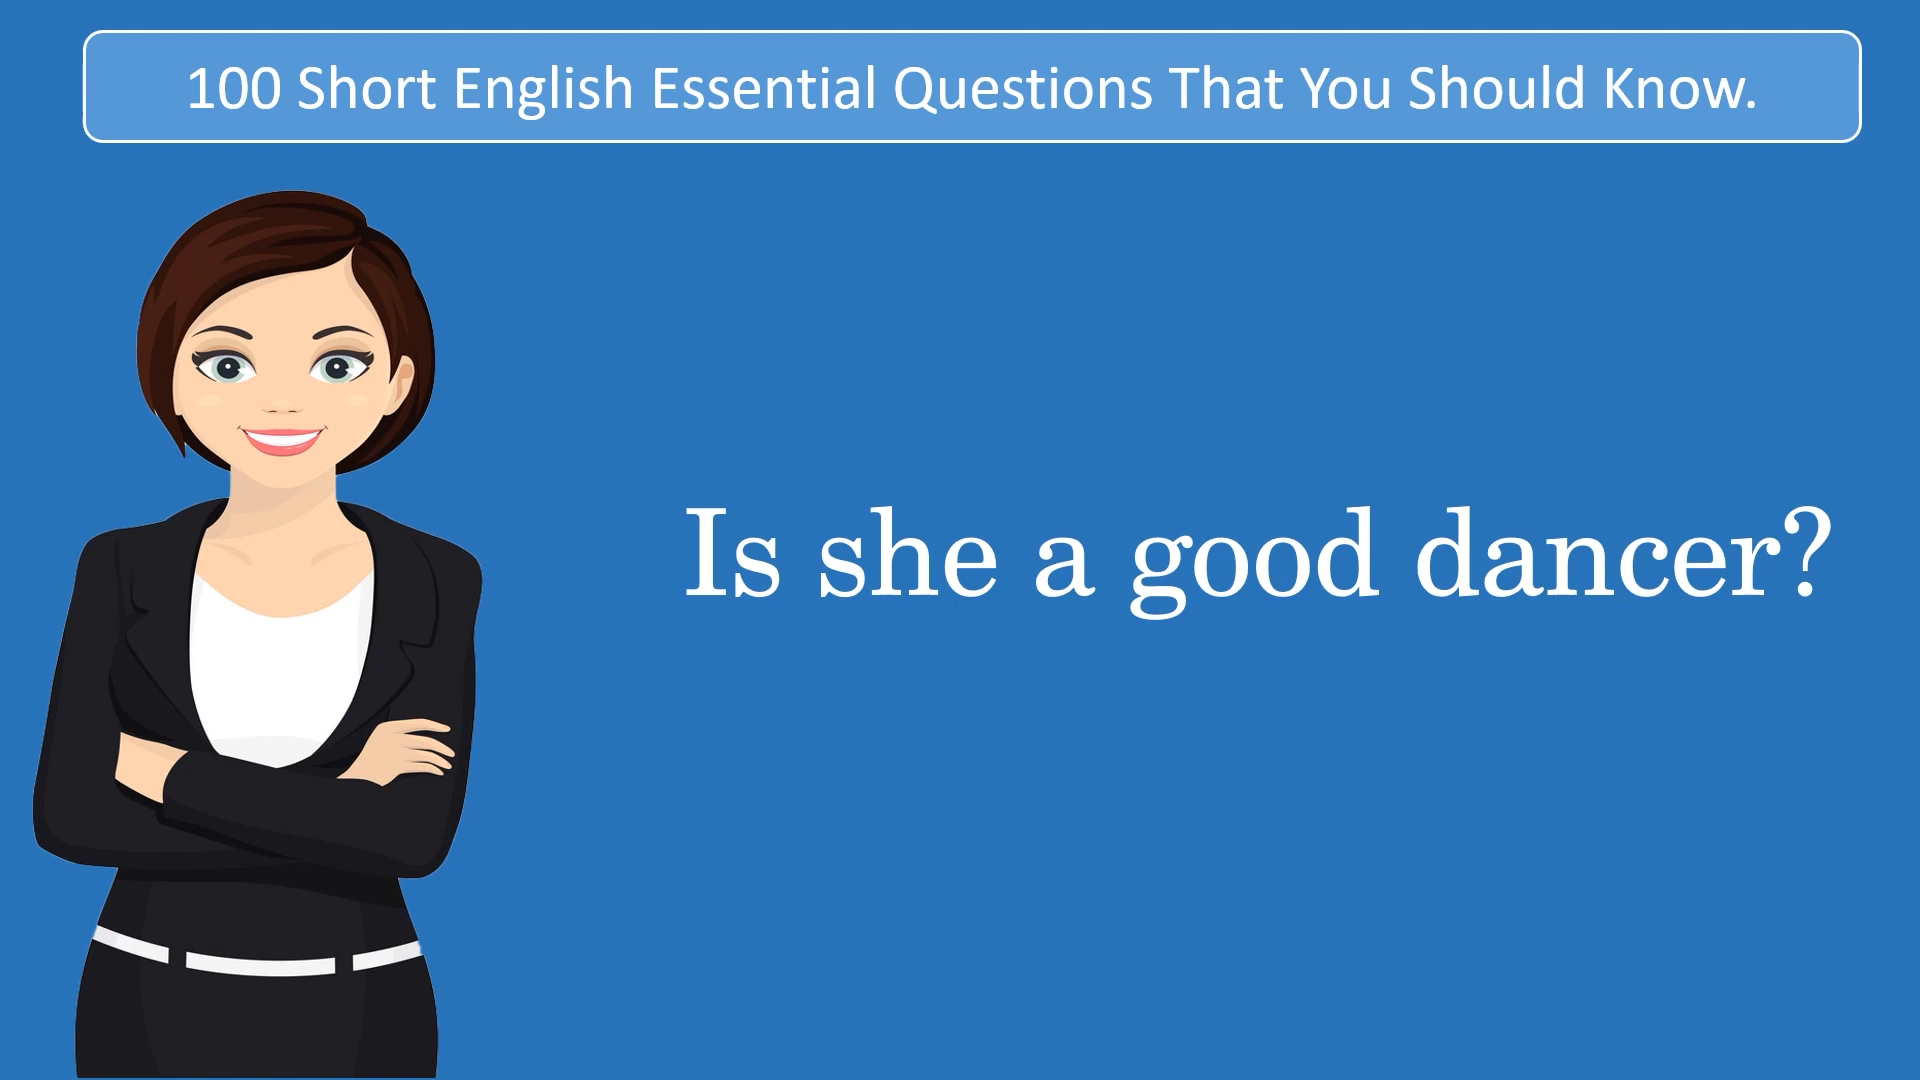 100 Short English Essential Questions That You Should Know.
Is she a good dancer?